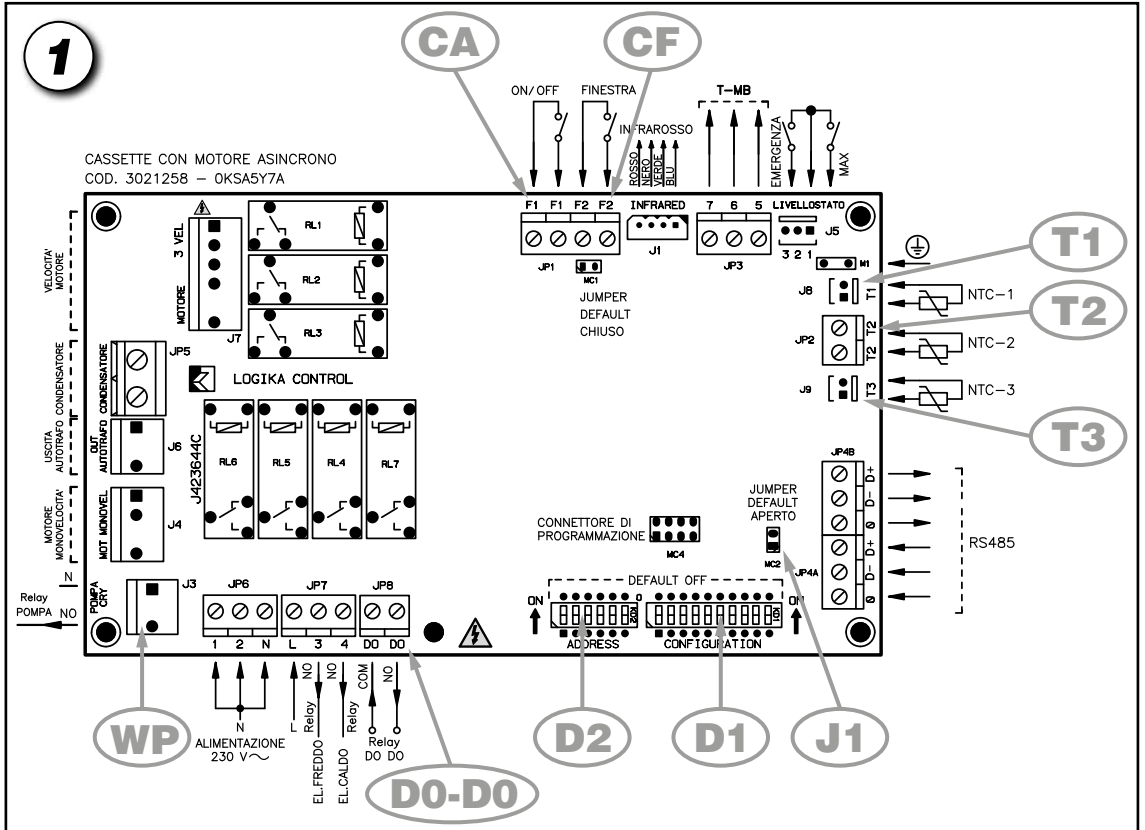 1
CA
CF
ON/OFF
FINESTRA
T-MB
INFRAROSSO
ROSSO
NERO
VERDE
BLU
EMERGENZA
MAX
CASSETTE CON MOTORE ASINCRONO
COD. 3021258 – 0KSA5Y7A
F1 F1 F2 F2
INFRARED
7 6 5
LIVELLOSTATO
J5
3 2 1
JP1
MC1
J1
JP3
JUMPER
DEFAULT
CHIUSO
M1
T1
J8
T1
NTC-1
T2
JP2
T2
T2
NTC-2
J9
T3
NTC-3
T3
VELOCITA'
MOTORE
3 VEL
MOTORE
J7
RL1
RL2
RL3
CONDENSATORE
CONDENSATORE
JP5
LOGIKA CONTROL
USCITA
AUTOTRAFO
OUT
AUTOTRAFO
J6
J423644C
RL6
RL5
RL4
RL7
MOTORE
MONOVELOCITA'
MOT MONOVEL
J4
JP4B
D+
D-
0
D+
D-
0
JP4A
RS485
JUMPER
DEFAULT
APERTO
MC2
CONNETTORE DI
PROGRAMMAZIONE
MC4
DEFAULT OFF
N
Relay
POMPA NO
POMPA
CRY
J3
JP6
JP7
JP8
ON
0
KD2
KD1
ON
ADDRESS
CONFIGURATION
1 2 N L 3 4 DO DO
N
ALIMENTAZIONE
230 V~
L
NO
Relay
EL.FREDDO
NO
Relay
EL.CALDO
COM
NO
Relay
DO DO
WP
D0-D0
D2
D1
J1